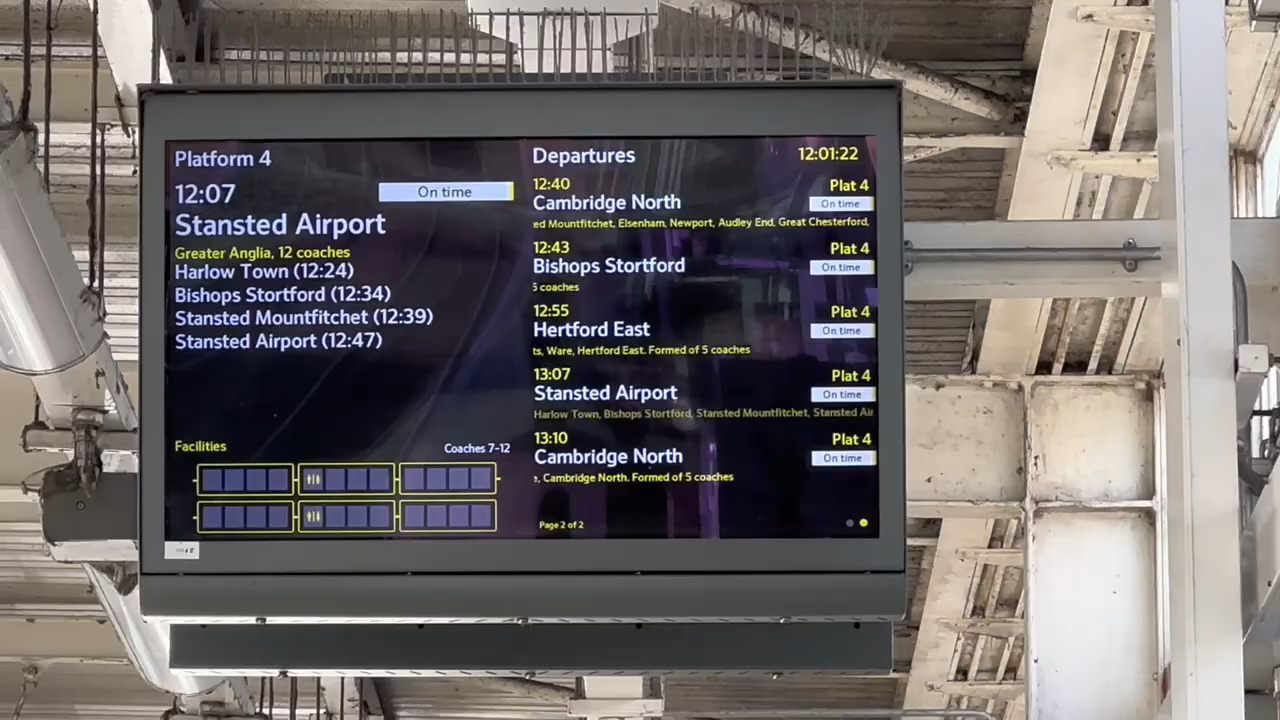 Platform 4
12:07
On time
Stansted Airport
Greater Anglia, 12 coaches
Harlow Town (12:24)
Bishops Stortford (12:34)
Stansted Mountfitchet (12:39)
Stansted Airport (12:47)
Facilities
Coaches 7-12
Departures
12:01:22
12:40
Plat 4
Cambridge North
On time
ed Mountfitchet, Elsenham, Newport, Audley End, Great Chesterford,
12:43
Plat 4
Bishops Stortford
On time
5 coaches
12:55
Plat 4
Hertford East
On time
ts, Ware, Hertford East. Formed of 5 coaches
13:07
Plat 4
Stansted Airport
On time
Harlow Town, Bishops Stortford, Stansted Mountfitchet, Stansted Air
13:10
Plat 4
Cambridge North
On time
, Cambridge North. Formed of 5 coaches
Page 2 of 2